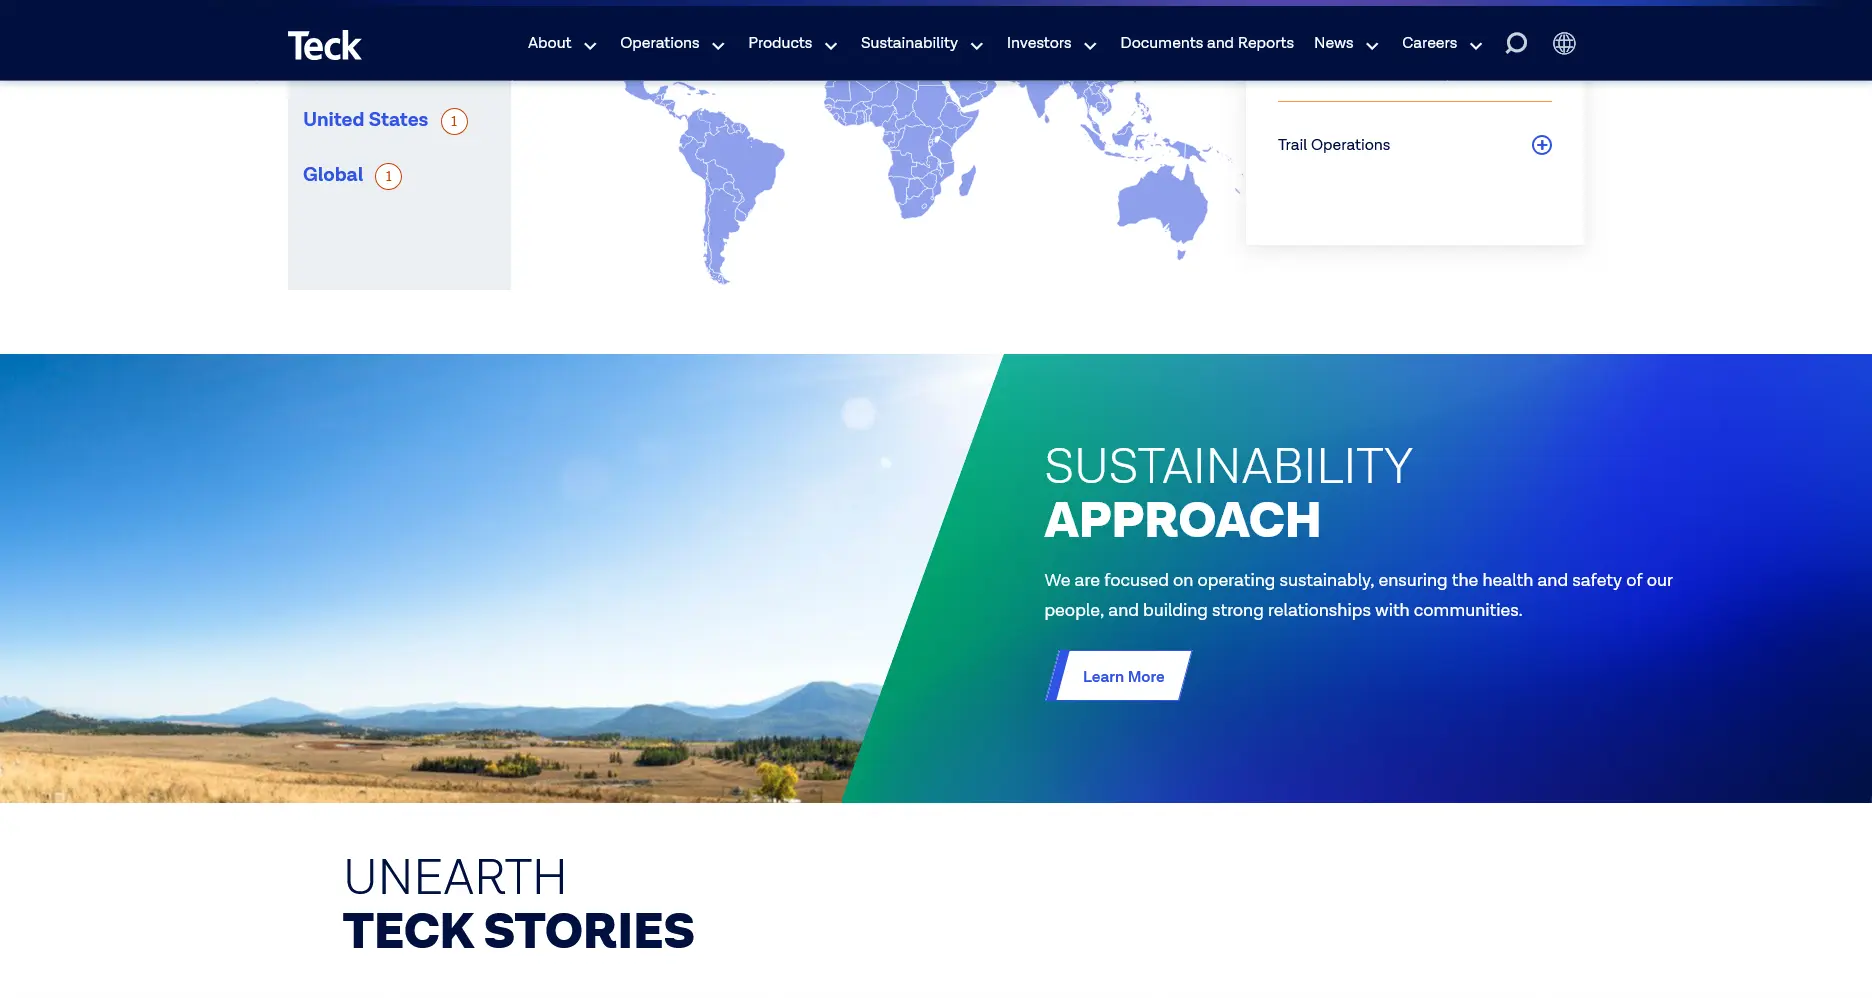 Teck
About
Operations
Products
Sustainability
Investors
Documents and Reports
News
Careers
United States 1
Global 1
Trail Operations
SUSTAINABILITY
APPROACH
We are focused on operating sustainably, ensuring the health and safety of our
people, and building strong relationships with communities.
Learn More
UNEARTH
TECK STORIES